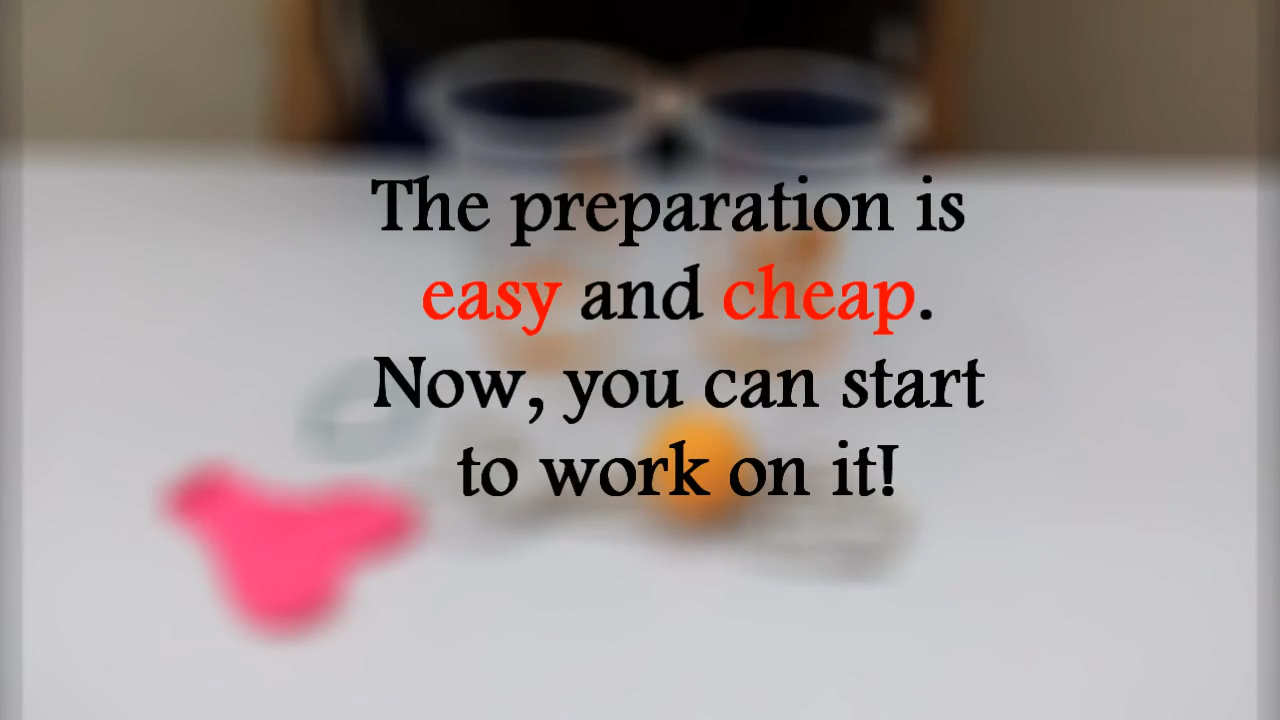 The preparation is
easy and cheap.
Now, you can start
to work on it!